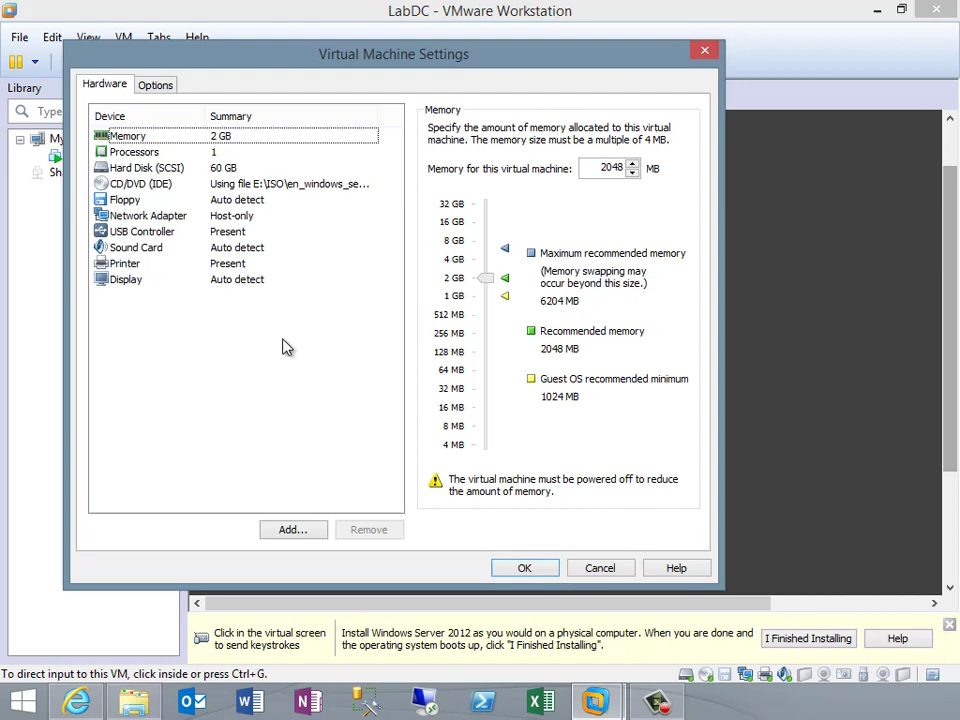 LabDC - VMware Workstation
File Edit View VM Tabs Help
Library
Type
My
Sha
Virtual Machine Settings
Hardware Options
Device Summary
Memory 2 GB
Processors 1
Hard Disk (SCSI) 60 GB
CD/DVD (IDE) Using file E:\ISO\en_windows_se...
Floppy Auto detect
Network Adapter Host-only
USB Controller Present
Sound Card Auto detect
Printer Present
Display Auto detect
Add... Remove
Memory
Specify the amount of memory allocated to this virtual
machine. The memory size must be a multiple of 4 MB.
Memory for this virtual machine: 2048 MB
32 GB
16 GB
8 GB
4 GB
2 GB
1 GB
512 MB
256 MB
128 MB
64 MB
32 MB
16 MB
8 MB
4 MB
Maximum recommended memory
(Memory swapping may
occur beyond this size.)
6204 MB
Recommended memory
2048 MB
Guest OS recommended minimum
1024 MB
The virtual machine must be powered off to reduce
the amount of memory.
OK Cancel Help
Click in the virtual screen
to send keystrokes
Install Windows Server 2012 as you would on a physical computer. When you are done and
the operating system boots up, click "I Finished Installing".
I Finished Installing Help
To direct input to this VM, click inside or press Ctrl+G.